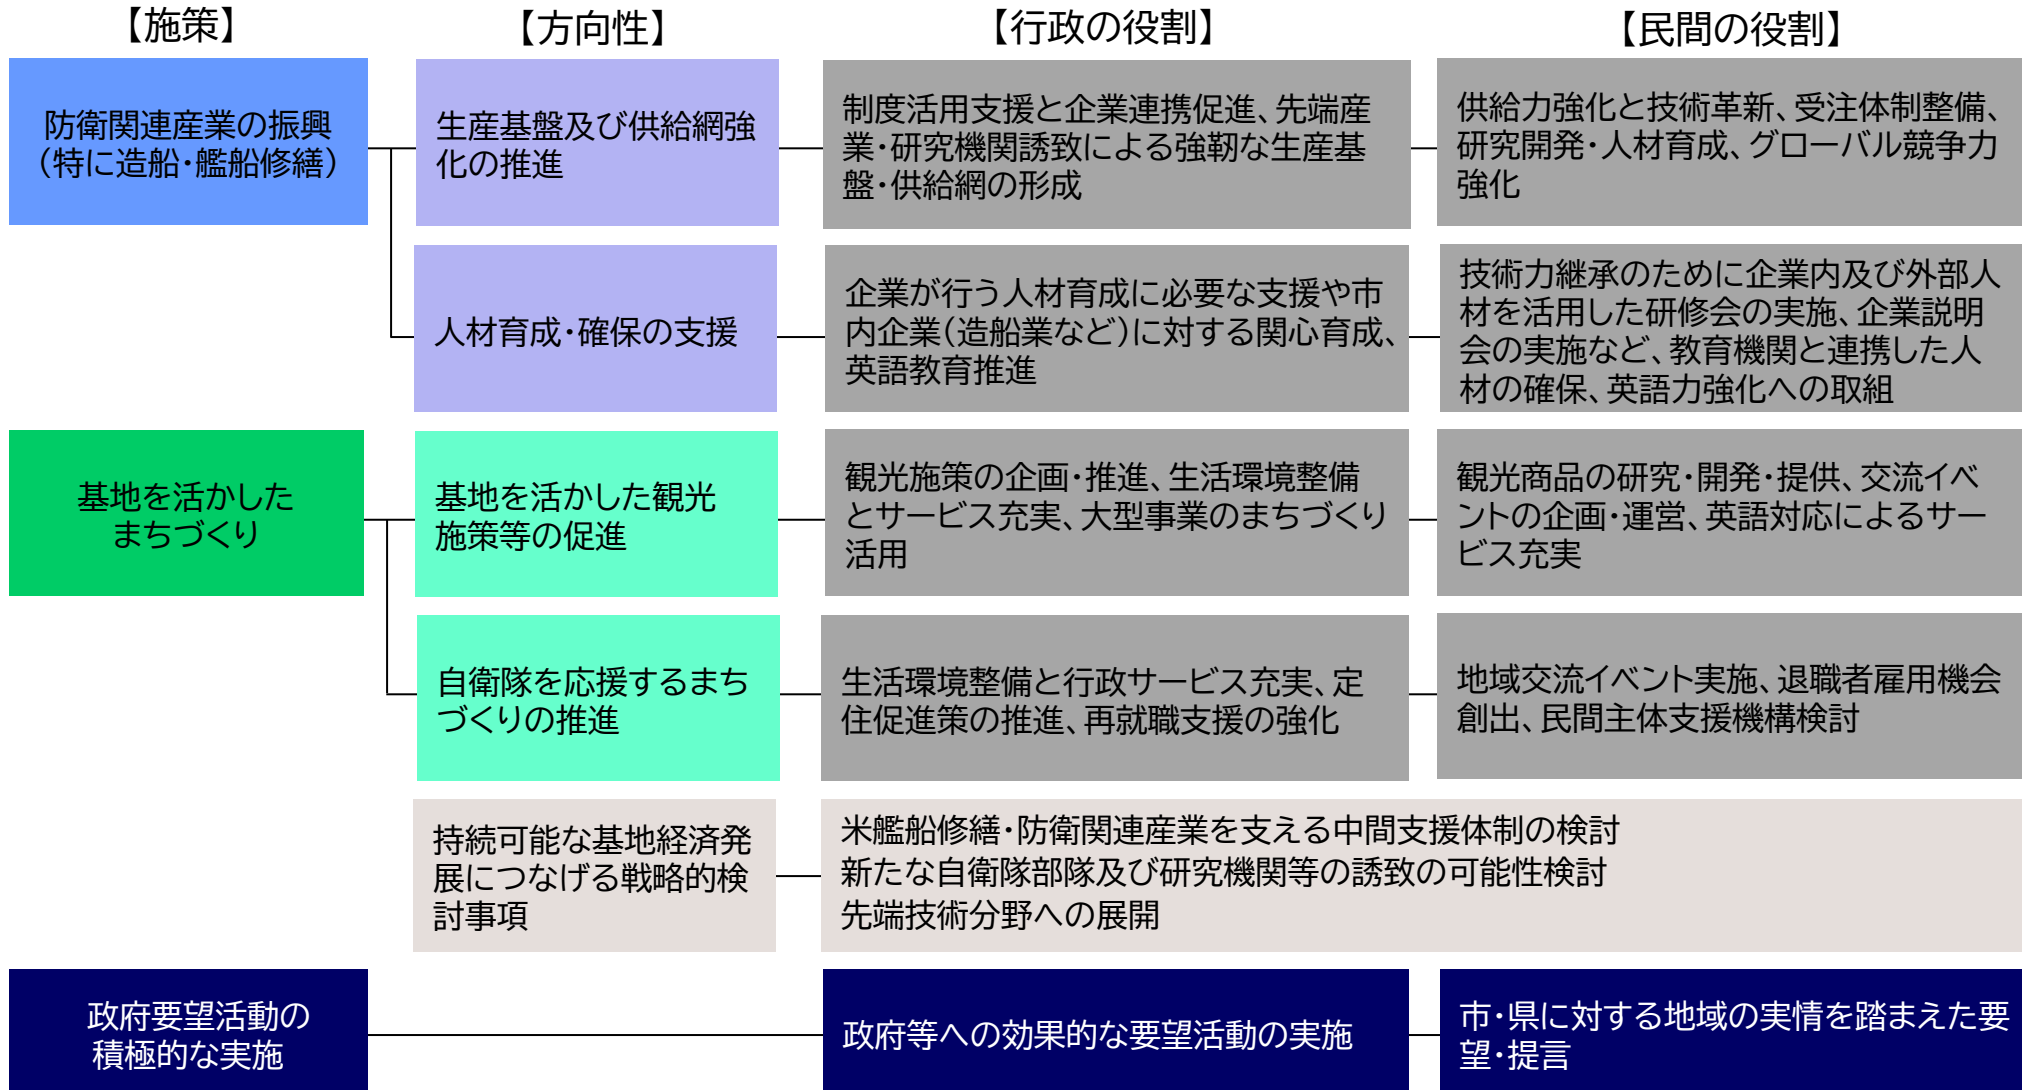 【施策】
【方向性】
【行政の役割】
【民間の役割】
防衛関連産業の振興
（特に造船・艦船修繕）
生産基盤及び供給網強
化の推進
制度活用支援と企業連携促進、先端産
業・研究機関誘致による強靭な生産基
盤・供給網の形成
供給力強化と技術革新、受注体制整備、
研究開発・人材育成、グローバル競争力
強化
人材育成・確保の支援
企業が行う人材育成に必要な支援や市
内企業（造船業など）に対する関心育成、
英語教育推進
技術力継承のために企業内及び外部人
材を活用した研修会の実施、企業説明
会の実施など、教育機関と連携した人
材の確保、英語力強化への取組
基地を活かした
まちづくり
基地を活かした観光
施策等の促進
観光施策の企画・推進、生活環境整備
とサービス充実、大型事業のまちづくり
活用
観光商品の研究・開発・提供、交流イベ
ントの企画・運営、英語対応によるサー
ビス充実
自衛隊を応援するまち
づくりの推進
生活環境整備と行政サービス充実、定
住促進策の推進、再就職支援の強化
地域交流イベント実施、退職者雇用機会
創出、民間主体支援機構検討
持続可能な基地経済発
展につなげる戦略的検
討事項
米艦船修繕・防衛関連産業を支える中間支援体制の検討
新たな自衛隊部隊及び研究機関等の誘致の可能性検討
先端技術分野への展開
政府要望活動の
積極的な実施
政府等への効果的な要望活動の実施
市・県に対する地域の実情を踏まえた要
望・提言